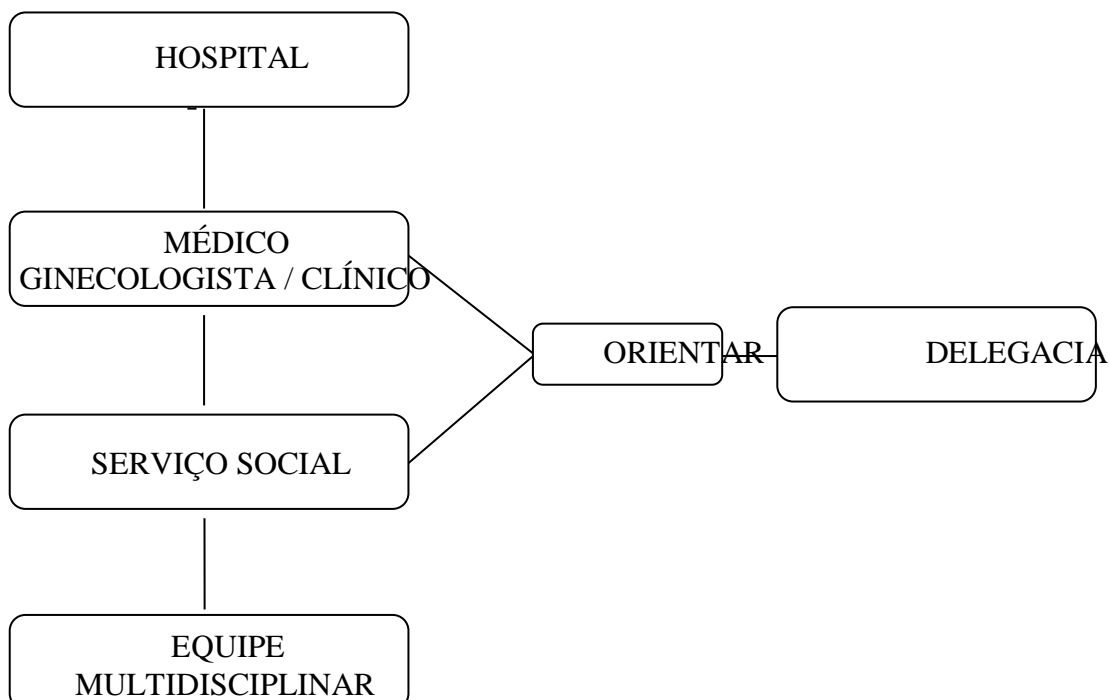 HOSPITAL
MÉDICO
GINECOLOGISTA / CLÍNICO
ORIENTAR
DELEGACIA
SERVIÇO SOCIAL
EQUIPE
MULTIDISCIPLINAR